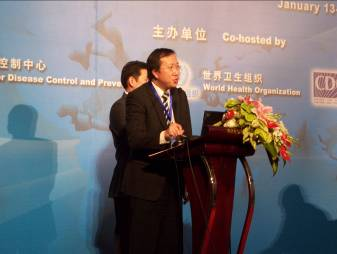 January 13
主办单位 Co-hosted by
控制中心 世界卫生组织
or Disease Control and Preve World Health Organization CD